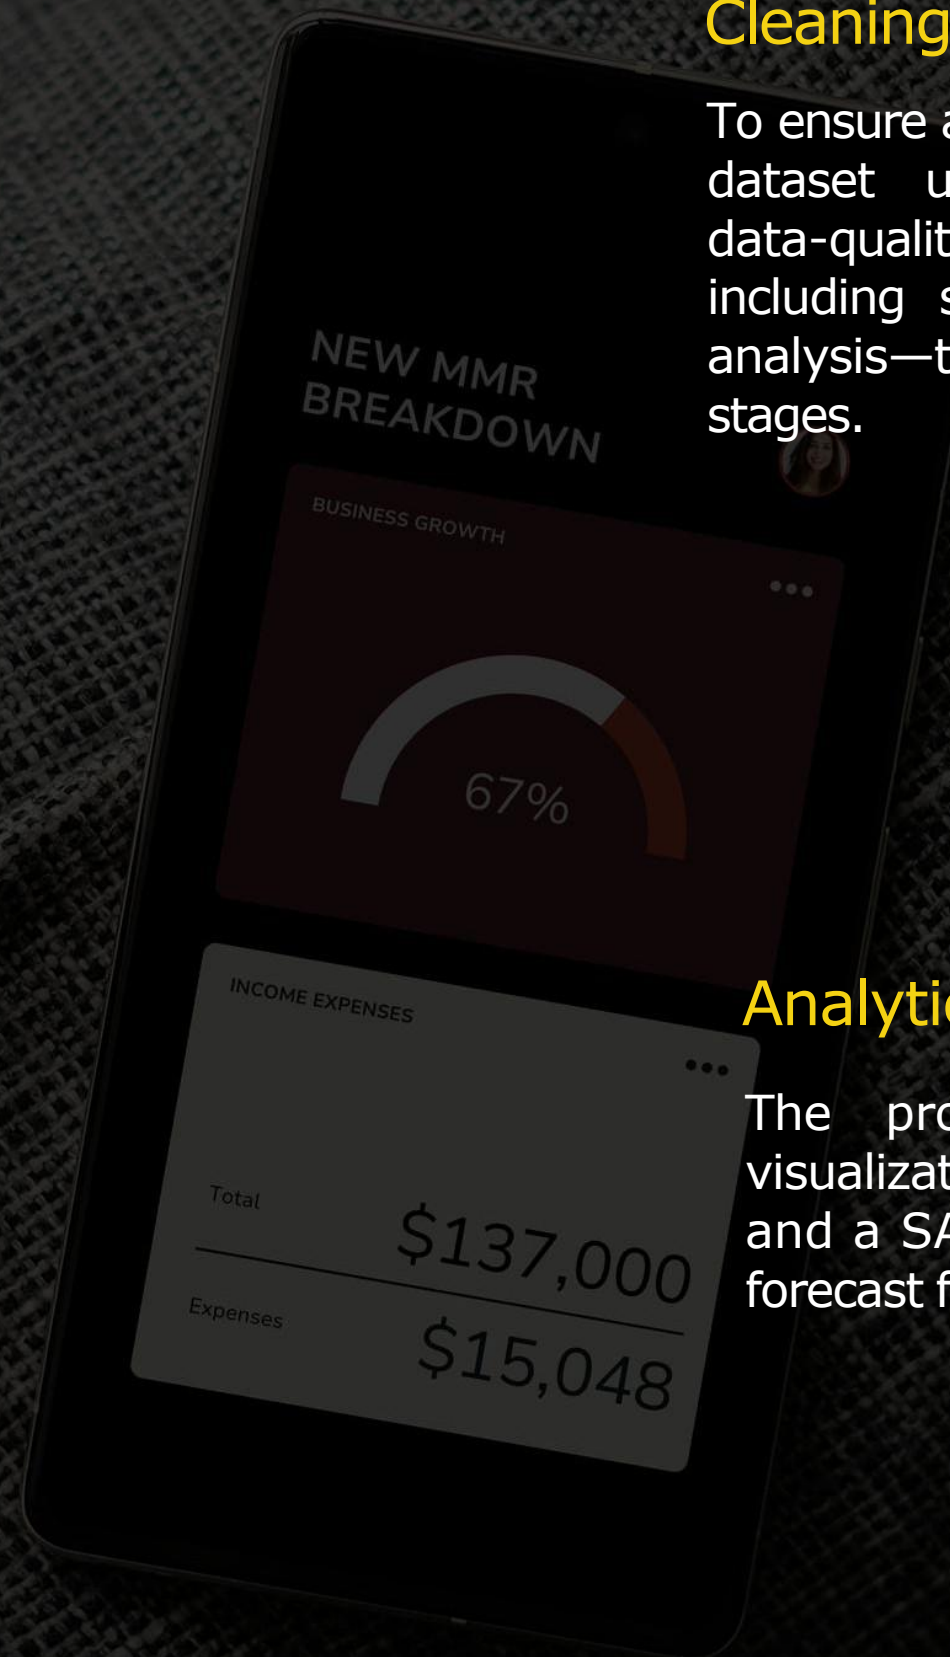 Cleaning
To ensure
dataset
data-qualit
including
analysis—t
stages.
NEW MMR
BREAKDOWN
BUSINESS GROWTH
67%
INCOME EXPENSES
Total
$137,000
Expenses
$15,048
Analytic
The pro
visualizat
and a SA
forecast f